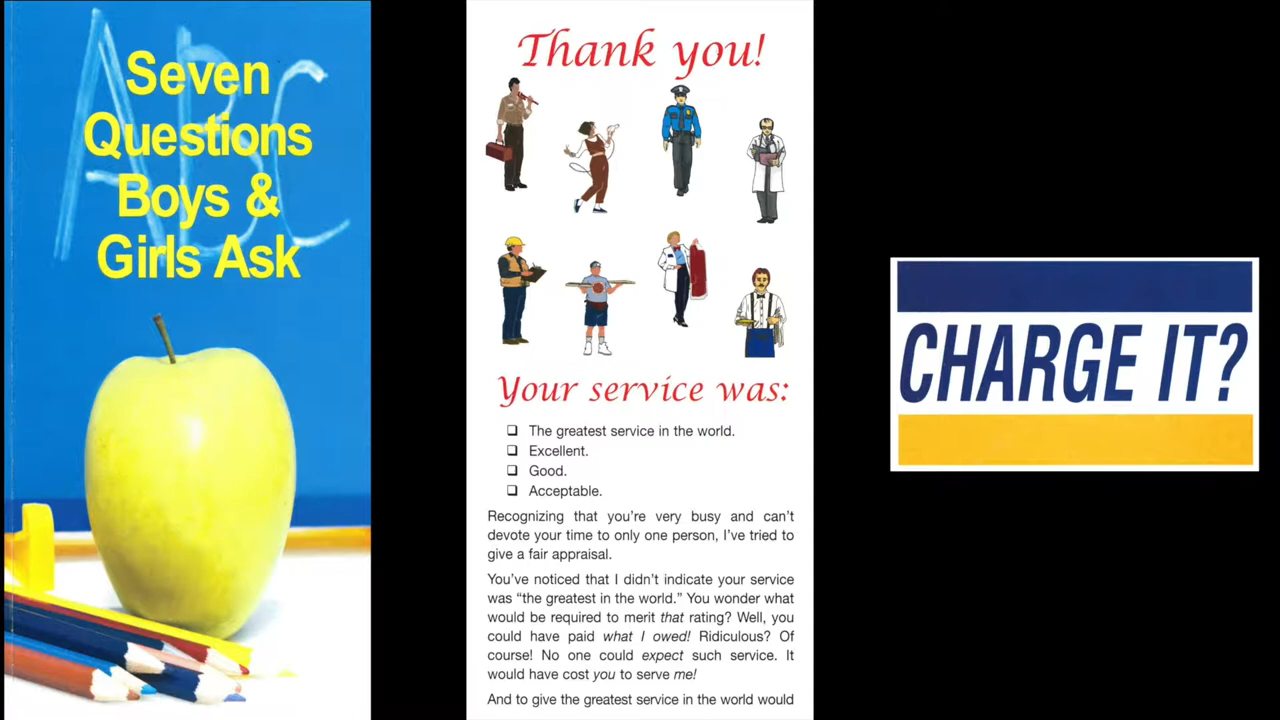 ABC
Seven
Questions
Boys &
Girls Ask
Thank you!
Your service was:
❑ The greatest service in the world.
❑ Excellent.
❑ Good.
❑ Acceptable.
Recognizing that you're very busy and can't
devote your time to only one person, I've tried to
give a fair appraisal.
You've noticed that I didn't indicate your service
was “the greatest in the world.” You wonder what
would be required to merit that rating? Well, you
could have paid what I owed! Ridiculous? Of
course! No one could expect such service. It
would have cost you to serve me!
And to give the greatest service in the world would
CHARGE IT?